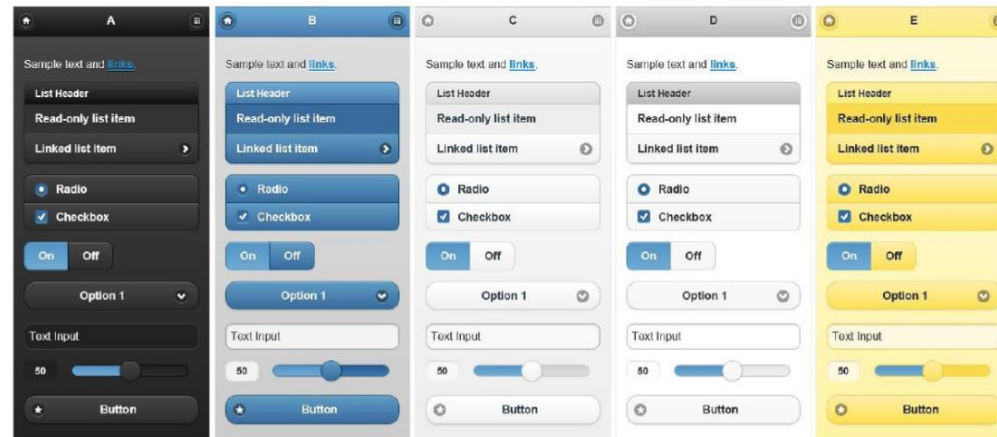 A B C D E
Sample text and links. Sample text and links. Sample text and links. Sample text and links. Sample text and links.
List Header List Header List Header List Header List Header
Read-only list item Read-only list item Read-only list item Read-only list item Read-only list item
Linked list item Linked list item Linked list item Linked list item Linked list item
Radio Radio Radio Radio Radio
Checkbox Checkbox Checkbox Checkbox Checkbox
On Off On Off On Off On Off On Off
Option 1 Option 1 Option 1 Option 1 Option 1
Text Input Text Input Text Input Text Input Text Input
50 50 50 50 50
Button Button Button Button Button